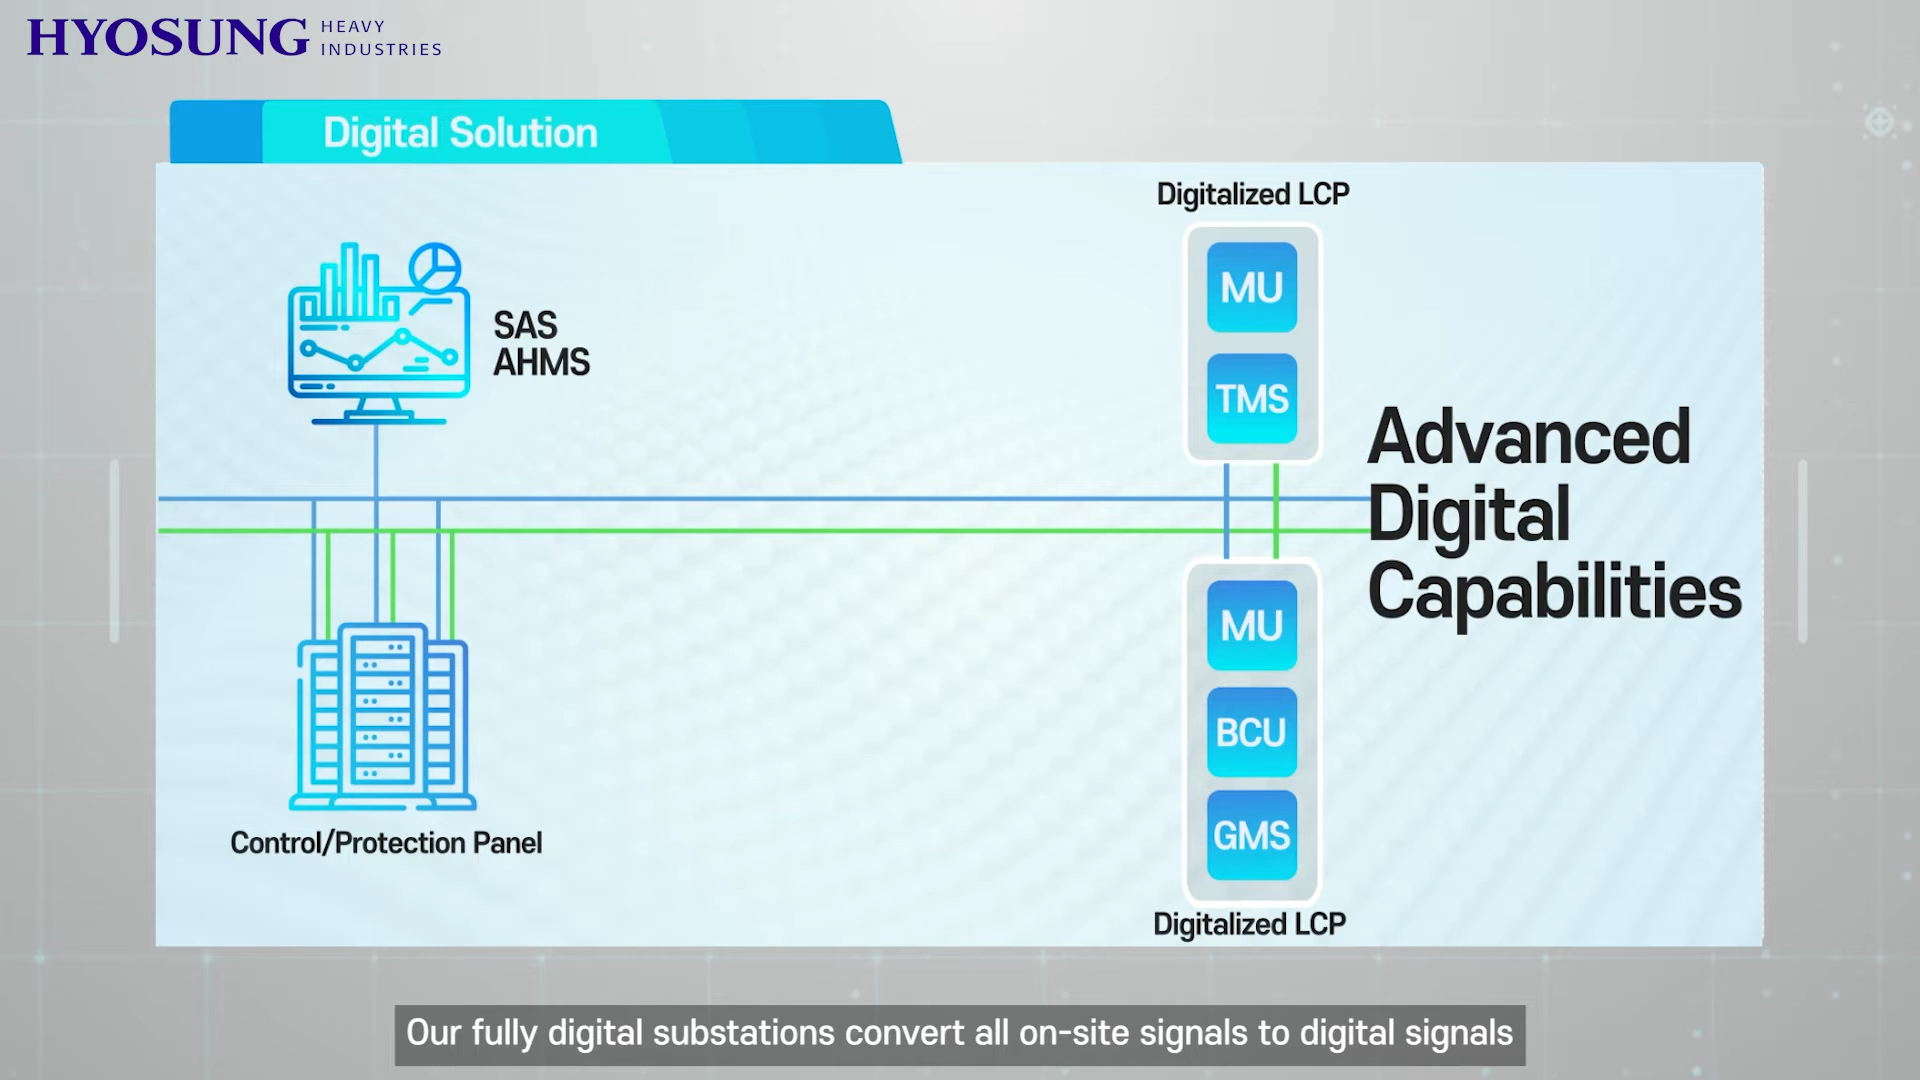 HYOSUNG HEAVY
INDUSTRIES
Digital Solution
SAS
AHMS
Control/Protection Panel
Digitalized LCP
MU
TMS
MU
BCU
GMS
Digitalized LCP
Advanced
Digital
Capabilities
Our fully digital substations convert all on-site signals to digital signals